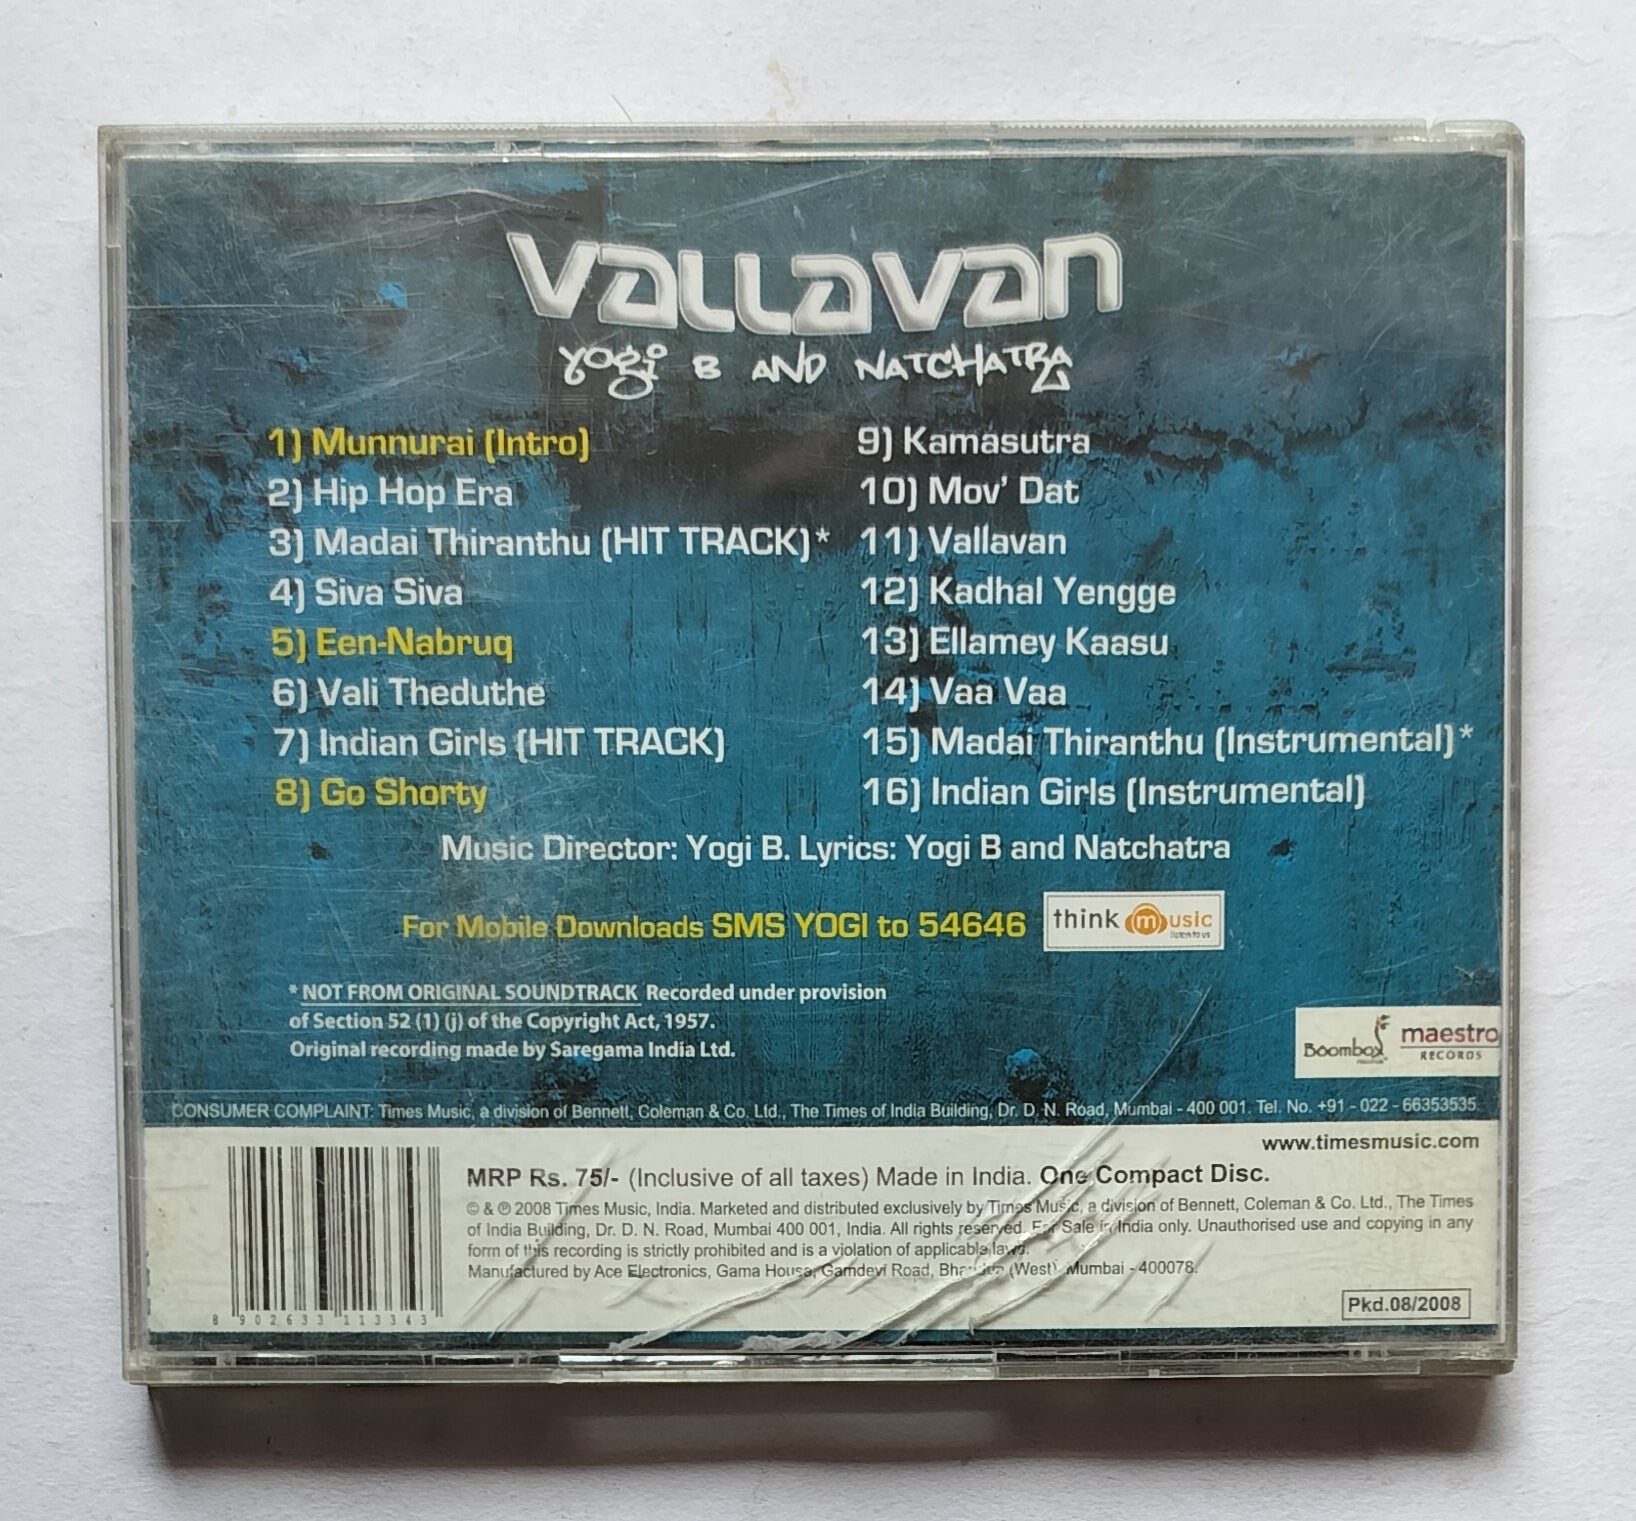 vallavan
yogi B AND NATCHATRA
1) Munnurai (Intro)
2) Hip Hop Era
3) Madai Thiranthu (HIT TRACK)*
4) Siva Siva
5) Een-Nabruq
6) Vali Theduthe
7) Indian Girls (HIT TRACK)
8) Go Shorty
9) Kamasutra
10) Mov' Dat
11) Vallavan
12) Kadhal Yengge
13) Ellamey Kaasu
14) Vaa Vaa
15) Madai Thiranthu (Instrumental)*
16) Indian Girls (Instrumental)
Music Director: Yogi B. Lyrics: Yogi B and Natchatra
For Mobile Downloads SMS YOGI to 54646
think music
listen to us
* NOT FROM ORIGINAL SOUNDTRACK Recorded under provision
of Section 52 (1) (j) of the Copyright Act, 1957.
Original recording made by Saregama India Ltd.
Boombox
maestro
RECORDS
CONSUMER COMPLAINT: Times Music, a division of Bennett, Coleman & Co. Ltd., The Times of India Building, Dr. D. N. Road, Mumbai - 400 001. Tel. No. +91 - 022 - 66353535
www.timesmusic.com
MRP Rs. 75/- (Inclusive of all taxes) Made in India. One Compact Disc.
© & ℗ 2008 Times Music, India. Marketed and distributed exclusively by Times Music, a division of Bennett, Coleman & Co. Ltd., The Times
of India Building, Dr. D. N. Road, Mumbai 400 001, India. All rights reserved. For Sale in India only. Unauthorised use and copying in any
form of this recording is strictly prohibited and is a violation of applicable laws.
Manufactured by Ace Electronics, Gama House, Gamdevi Road, (West), Mumbai - 400078.
8 902633 113343
Pkd.08/2008